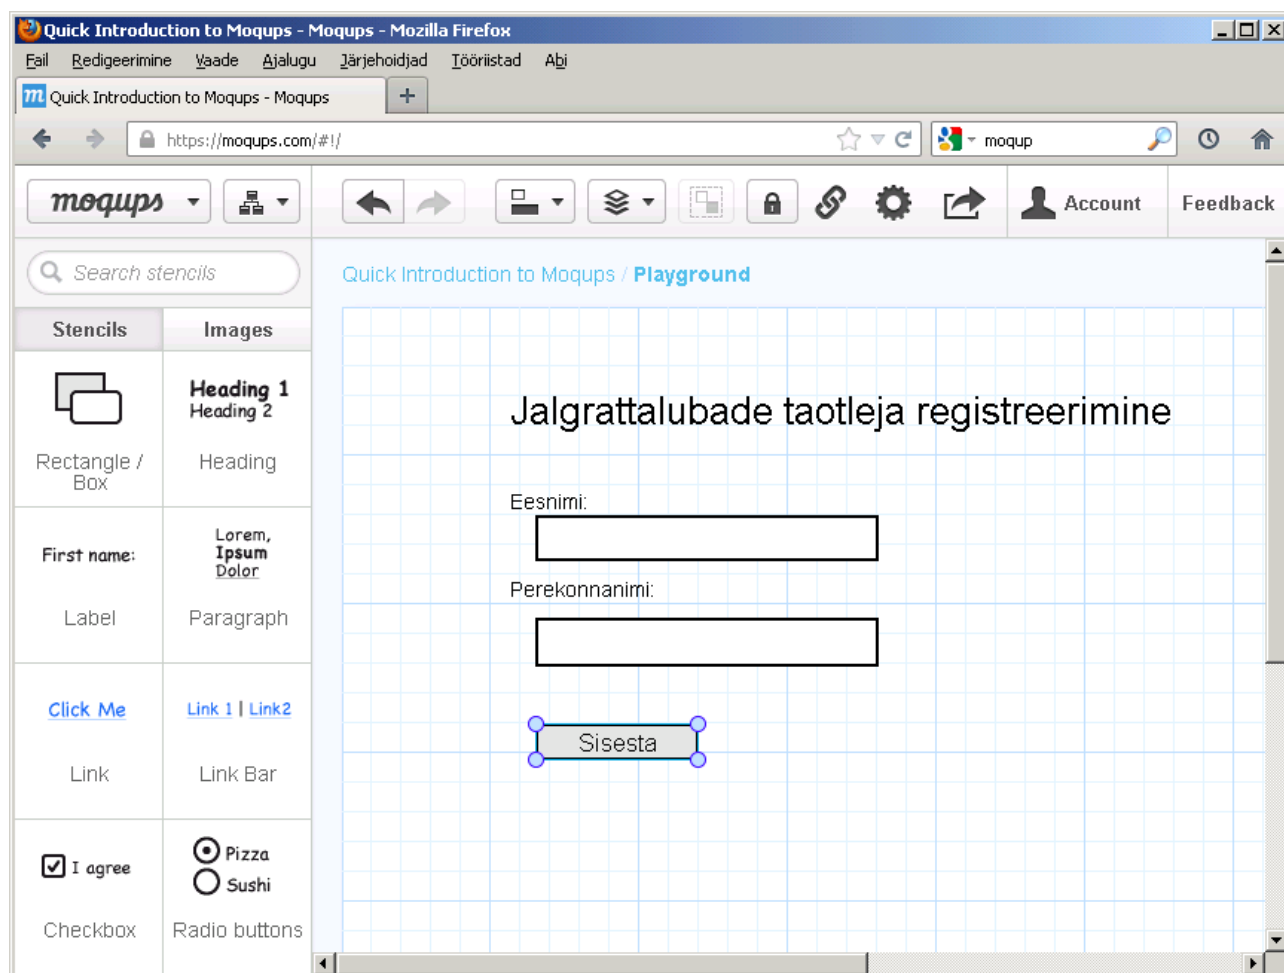 Quick Introduction to Moqups - Moqups - Mozilla Firefox
Fail Redigeerimine Vaade Ajalugu Järjehoidjad Tööriistad Abi
m Quick Introduction to Moqups - Moqups +
https://moqups.com/#!/ moqup
moqups Account Feedback
Search stencils
Quick Introduction to Moqups / Playground
Stencils Images
Heading 1
Heading 2
Rectangle /
Box
Heading
First name:
Lorem,
Ipsum
Dolor
Label Paragraph
Click Me Link 1 | Link2
Link Link Bar
I agree
Pizza
Sushi
Checkbox Radio buttons
Jalgrattalubade taotleja registreerimine
Eesnimi:
Perekonnanimi:
Sisesta